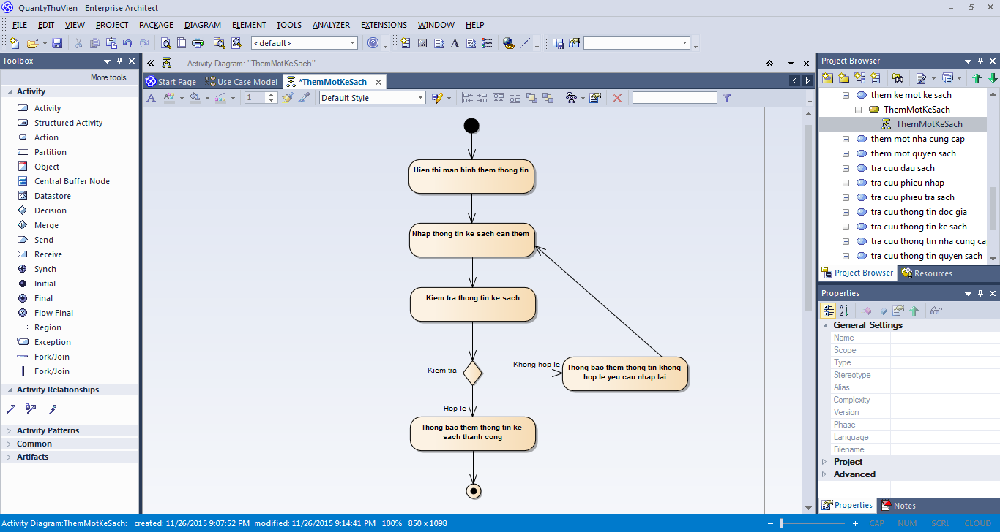 QuanLyThuVien - Enterprise Architect
FILE EDIT VIEW PROJECT PACKAGE DIAGRAM ELEMENT TOOLS ANALYZER EXTENSIONS WINDOW HELP
<default>
Toolbox
More tools...
Activity
Activity
Structured Activity
Action
Partition
Object
Central Buffer Node
Datastore
Decision
Merge
Send
Receive
Synch
Initial
Final
Flow Final
Region
Exception
Fork/Join
Fork/Join
Activity Relationships
Activity Patterns
Common
Artifacts
Activity Diagram: "ThemMotKeSach"
Start Page Use Case Model *ThemMotKeSach
1 Default Style
Hien thi man hinh them thong tin
Nhap thong tin ke sach can them
Kiem tra thong tin ke sach
Kiem tra
Khong hop le
Thong bao them thong tin khong
hop le yeu cau nhap lai
Hop le
Thong bao them thong tin ke
sach thanh cong
Project Browser
them ke mot ke sach
ThemMotKeSach
ThemMotKeSach
them mot nha cung cap
them mot quyen sach
tra cuu dau sach
tra cuu phieu nhap
tra cuu phieu tra sach
tra cuu thong tin doc gia
tra cuu thong tin ke sach
tra cuu thong tin nha cung ca
tra cuu thong tin quyen sach
Project Browser Resources
Properties
General Settings
Name
Scope
Type
Stereotype
Alias
Complexity
Version
Phase
Language
Filename
Project
Advanced
Properties Notes
Activity Diagram:ThemMotKeSach: created: 11/26/2015 9:07:52 PM modified: 11/26/2015 9:14:41 PM 100% 850 x 1098
CAP NUM SCRL CLOUD